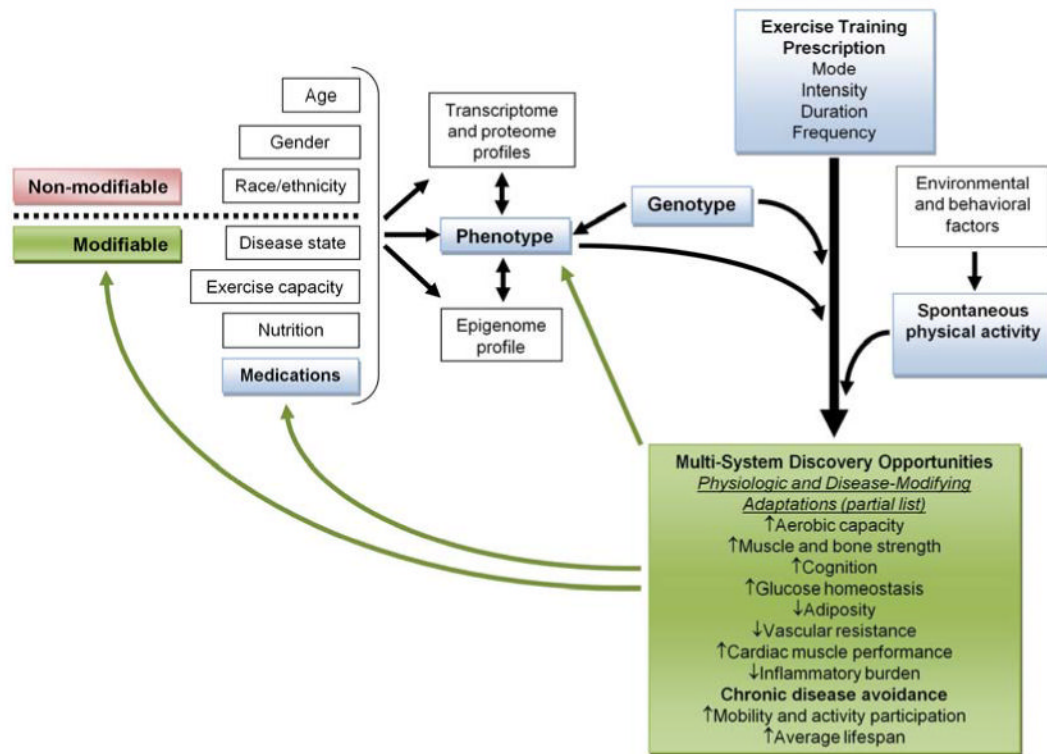 Non-modifiable
Modifiable
Age
Gender
Race/ethnicity
Disease state
Exercise capacity
Nutrition
Medications
Transcriptome
and proteome
profiles
Phenotype
Epigenome
profile
Genotype
Exercise Training
Prescription
Mode
Intensity
Duration
Frequency
Environmental
and behavioral
factors
Spontaneous
physical activity
Multi-System Discovery Opportunities
Physiologic and Disease-Modifying
Adaptations (partial list)
↑Aerobic capacity
↑Muscle and bone strength
↑Cognition
↑Glucose homeostasis
↓Adiposity
↓Vascular resistance
↑Cardiac muscle performance
↓Inflammatory burden
Chronic disease avoidance
↑Mobility and activity participation
↑Average lifespan